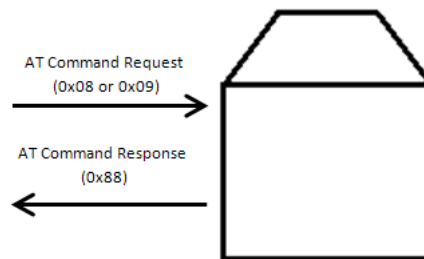 AT Command Request
(0x08 or 0x09)
AT Command Response
(0x88)